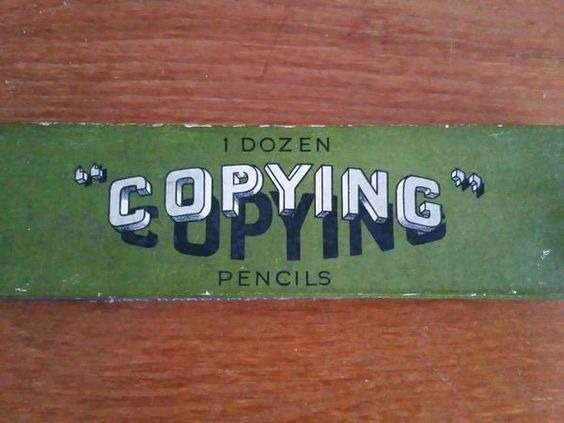 1 DOZEN
"COPYING"
PENCILS